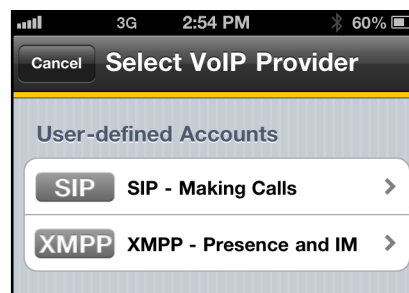 3G 2:54 PM 60%
Cancel Select VoIP Provider
User-defined Accounts
SIP SIP - Making Calls
XMPP XMPP - Presence and IM